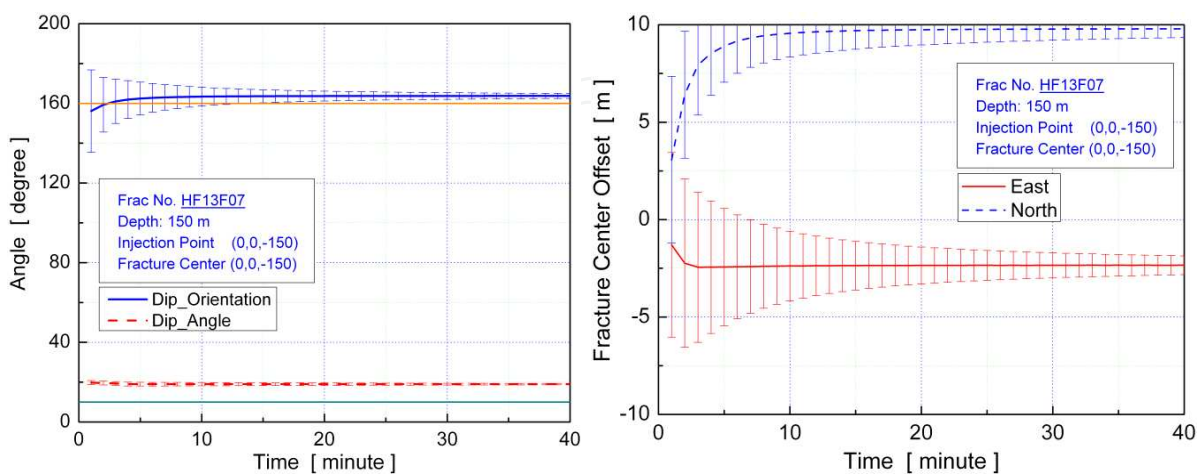 200
160
120
80
40
0
Angle [ degree ]
Frac No. HF13F07
Depth: 150 m
Injection Point (0,0,-150)
Fracture Center (0,0,-150)
Dip_Orientation
Dip_Angle
0 10 20 30 40
Time [ minute ]
10
5
0
-5
-10
Fracture Center Offset [ m ]
Frac No. HF13F07
Depth: 150 m
Injection Point (0,0,-150)
Fracture Center (0,0,-150)
East
North
0 10 20 30 40
Time [ minute ]